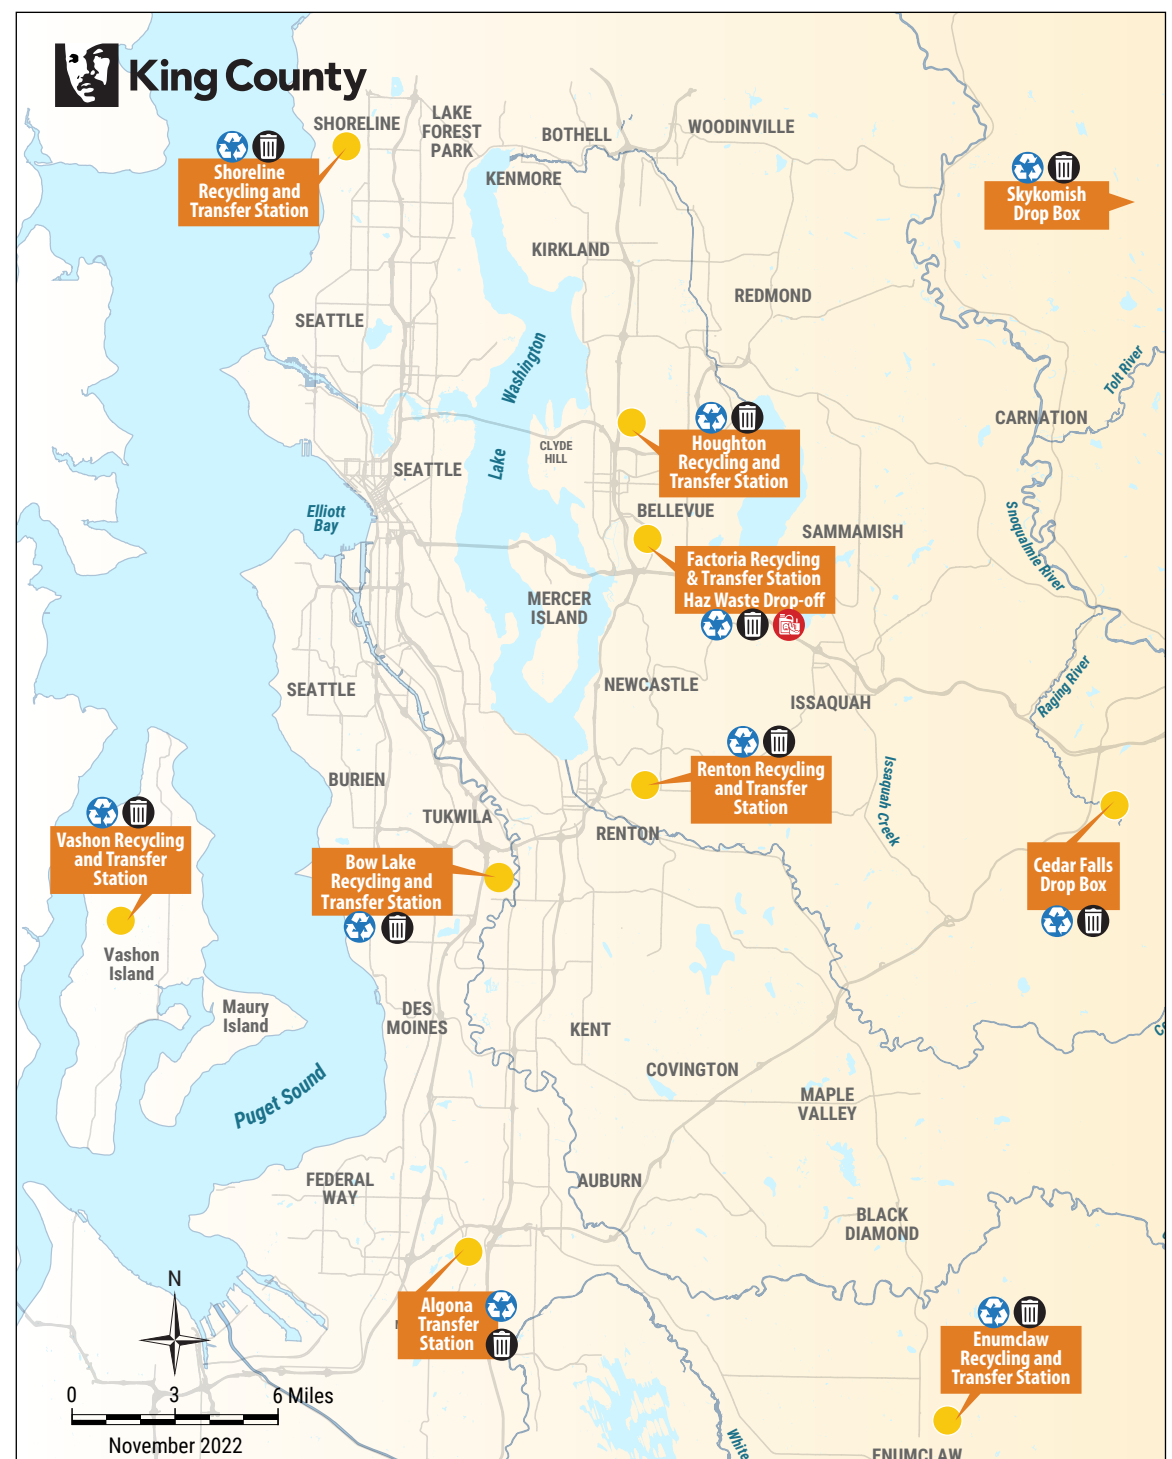 King County
SHORELINE
LAKE
FOREST
PARK
BOTHELL
WOODINVILLE
Shoreline
Recycling and
Transfer Station
KENMORE
Skykomish
Drop Box
KIRKLAND
REDMOND
SEATTLE
Washington
Lake
Tolt River
CARNATION
CLYDE
HILL
Houghton
Recycling and
Transfer Station
SEATTLE
Elliott
Bay
BELLEVUE
SAMMAMISH
Snoqualmie River
Factoria Recycling
& Transfer Station
Haz Waste Drop-off
MERCER
ISLAND
NEWCASTLE
ISSAQUAH
Raging River
SEATTLE
Renton Recycling
and Transfer
Station
Issaquah Creek
BURIEN
TUKWILA
RENTON
Vashon Recycling
and Transfer
Station
Bow Lake
Recycling and
Transfer Station
Cedar Falls
Drop Box
Vashon
Island
Maury
Island
DES
MOINES
KENT
COVINGTON
MAPLE
VALLEY
Puget Sound
FEDERAL
WAY
AUBURN
BLACK
DIAMOND
Algona
Transfer
Station
Enumclaw
Recycling and
Transfer Station
N
0 3 6 Miles
November 2022
White
ENUMCLAW